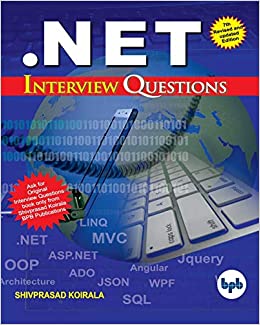 .NET
INTERVIEW QUESTIONS
7th
Revised and
updated
Edition!
Ask for
Original
Interview Questions
book only from
Shivprasad Koirala
BPB Publications
LINQ
MVC
.NET
ASP.NET
Jquery
OOP
ADO
Angular
WPF
Architecture
JSON
WCF
SQL
SHIVPRASAD KOIRALA
bpb